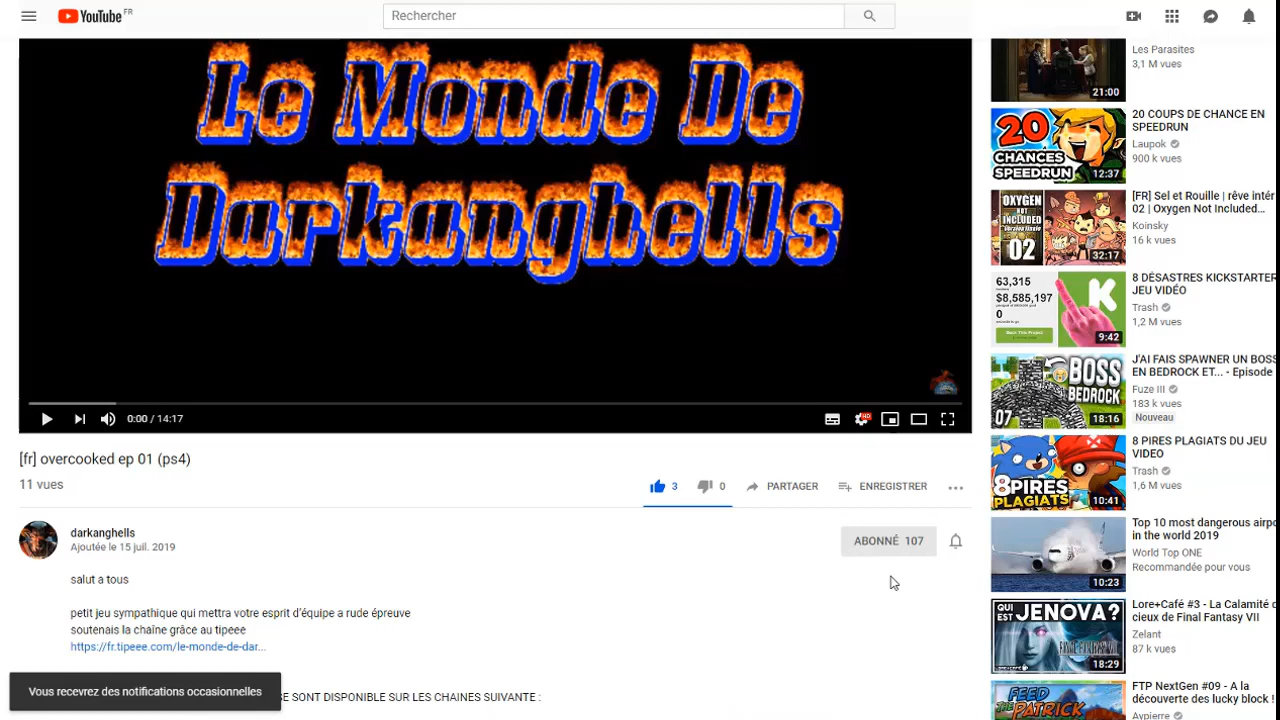 YouTube FR
Rechercher
Le Monde De
Darkanghells
0:00 / 14:17
HD
[fr] overcooked ep 01 (ps4)
11 vues
3
0
PARTAGER
ENREGISTRER
darkanghells
Ajoutée le 15 juil. 2019
ABONNÉ 107
salut a tous
petit jeu sympathique qui mettra votre esprit d'équipe a rude épreuve
soutenais la chaîne grâce au tipeee
https://fr.tipeee.com/le-monde-de-dar...
Vous recevrez des notifications occasionnelles
SE SONT DISPONIBLE SUR LES CHAINES SUIVANTE :
Les Parasites
3,1 M vues
21:00
20
CHANCES
SPEEDRUN
12:37
20 COUPS DE CHANCE EN
SPEEDRUN
Laupok
900 k vues
OXYGEN
NOT
INCLUDED
02
32:17
[FR] Sel et Rouille | rêve intér
02 | Oxygen Not Included...
Koinsky
16 k vues
63,315
$8,585,197
0
K
9:42
8 DÉSASTRES KICKSTARTER
JEU VIDÉO
Trash
1,2 M vues
BOSS
BEDROCK
07
18:16
J'AI FAIS SPAWNER UN BOSS
EN BEDROCK ET... - Episode
Fuze III
183 k vues
Nouveau
8 PIRES
PLAGIATS
10:41
8 PIRES PLAGIATS DU JEU
VIDEO
Trash
1,6 M vues
10:23
Top 10 most dangerous airpo
in the world 2019
World Top ONE
Recommandée pour vous
QUI
EST JENOVA?
FINAL FANTASY VII
18:29
Lore+Café #3 - La Calamité d
cieux de Final Fantasy VII
Zelant
87 k vues
FEED
THE
PATRICK
FTP NextGen #09 - A la
découverte des lucky block !
Aypierre